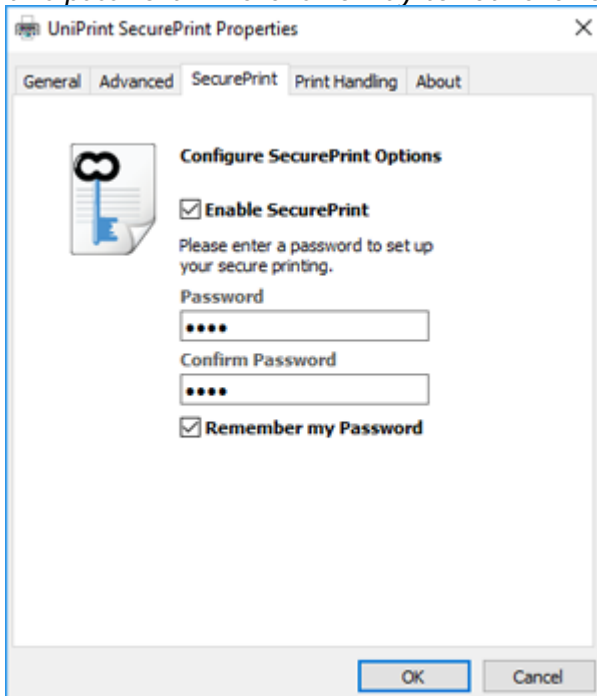 UniPrint SecurePrint Properties
General Advanced SecurePrint Print Handling About
Configure SecurePrint Options
Enable SecurePrint
Please enter a password to set up
your secure printing.
Password
••••
Confirm Password
••••
Remember my Password
OK Cancel